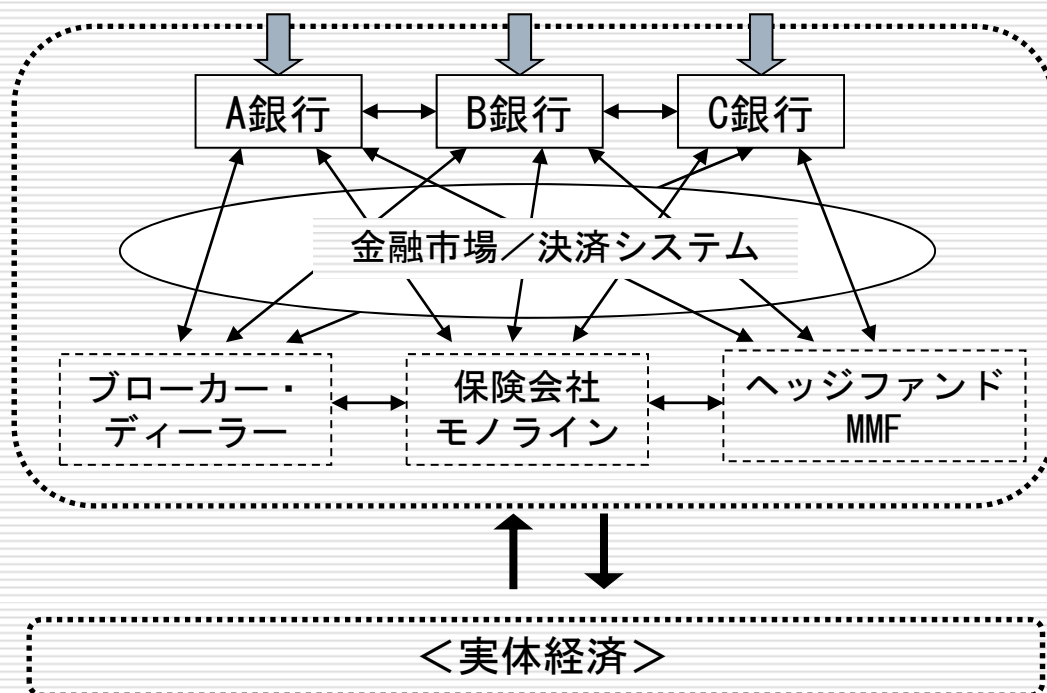 A銀行
B銀行
C銀行
金融市場／決済システム
ブローカー・
ディーラー
保険会社
モノライン
ヘッジファンド
MMF
＜実体経済＞